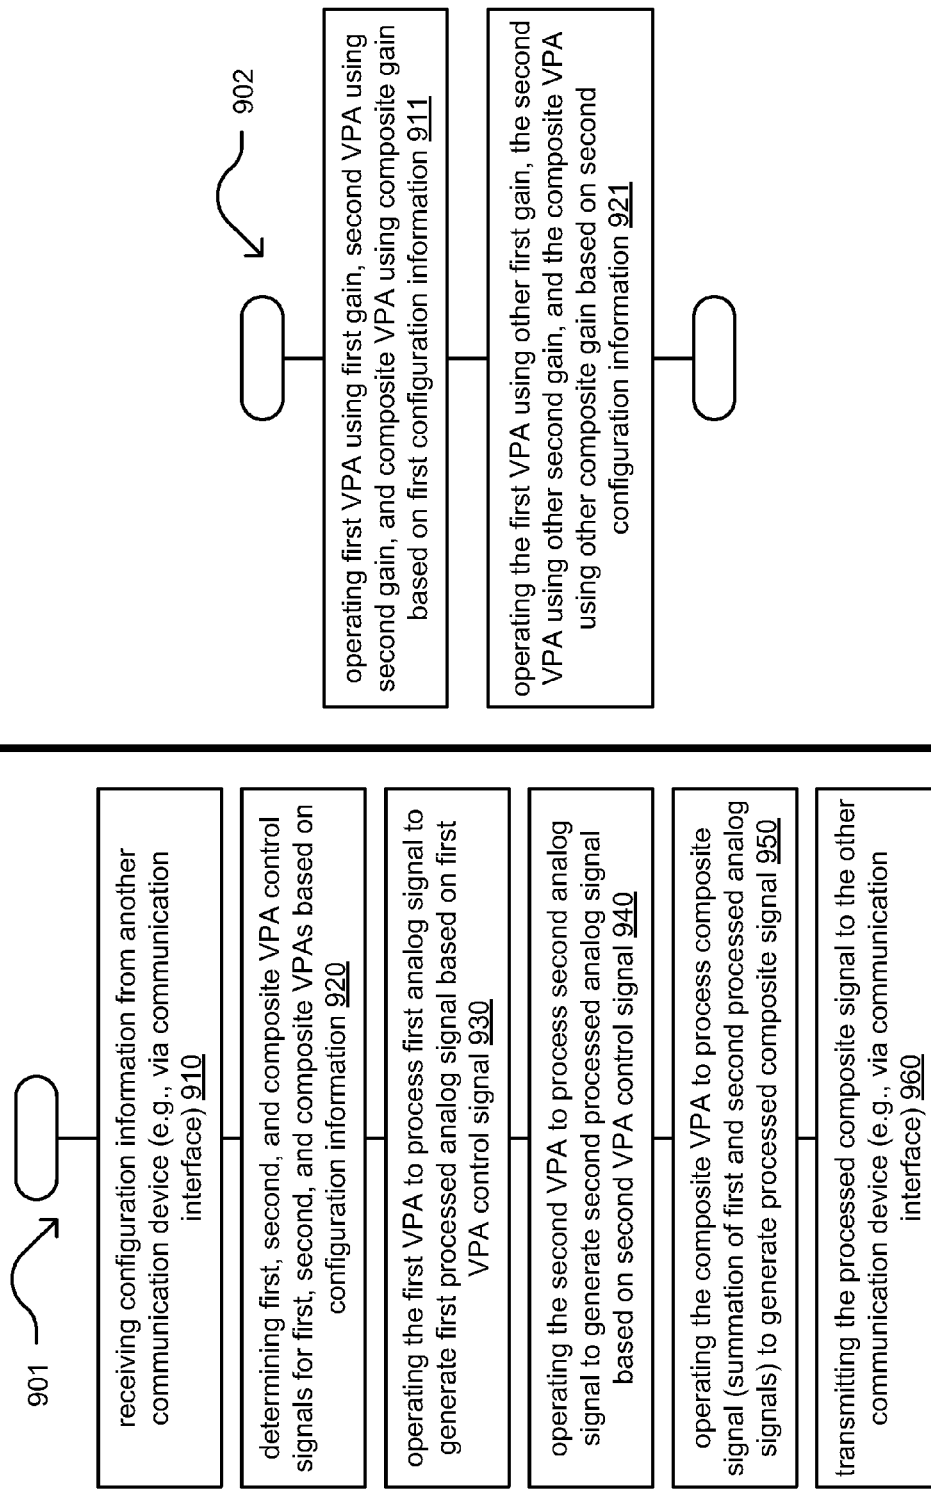 901
receiving configuration information from another
communication device (e.g., via communication
interface) 910
determining first, second, and composite VPA control
signals for first, second, and composite VPAs based on
configuration information 920
operating the first VPA to process first analog signal to
generate first processed analog signal based on first
VPA control signal 930
operating the second VPA to process second analog
signal to generate second processed analog signal
based on second VPA control signal 940
operating the composite VPA to process composite
signal (summation of first and second processed analog
signals) to generate processed composite signal 950
transmitting the processed composite signal to the other
communication device (e.g., via communication
interface) 960
902
operating first VPA using first gain, second VPA using
second gain, and composite VPA using composite gain
based on first configuration information 911
operating the first VPA using other first gain, the second
VPA using other second gain, and the composite VPA
using other composite gain based on second
configuration information 921